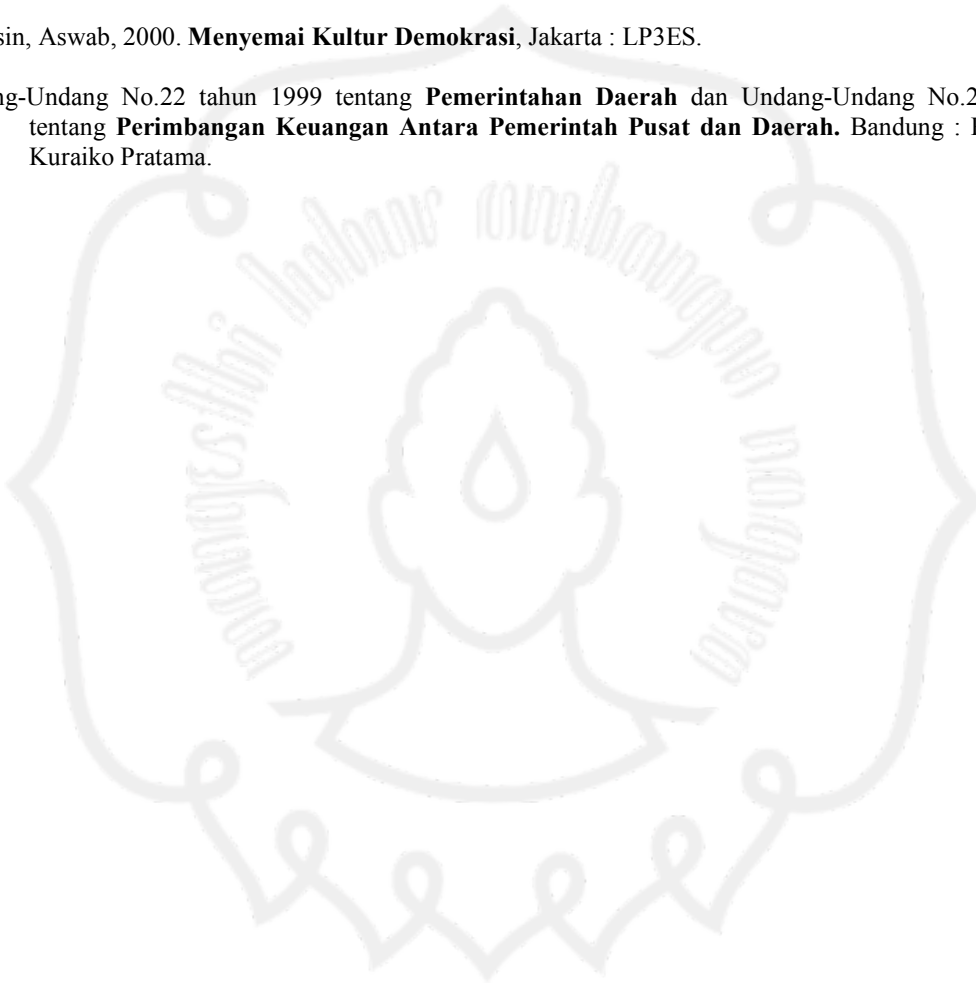 sin, Aswab, 2000. Menyemai Kultur Demokrasi, Jakarta : LP3ES.
ng-Undang No.22 tahun 1999 tentang Pemerintahan Daerah dan Undang-Undang No.2
tentang Perimbangan Keuangan Antara Pemerintah Pusat dan Daerah. Bandung :
Kuraiko Pratama.